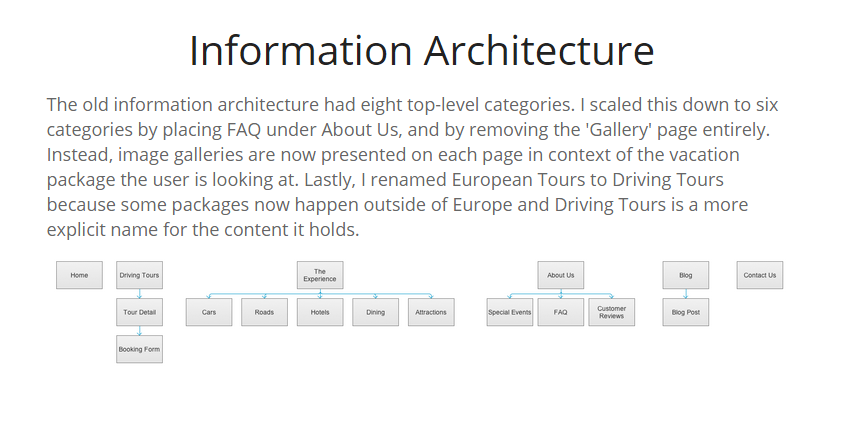 Information Architecture
The old information architecture had eight top-level categories. I scaled this down to six
categories by placing FAQ under About Us, and by removing the 'Gallery' page entirely.
Instead, image galleries are now presented on each page in context of the vacation
package the user is looking at. Lastly, I renamed European Tours to Driving Tours
because some packages now happen outside of Europe and Driving Tours is a more
explicit name for the content it holds.
Home
Driving Tours
The
Experience
About Us
Blog
Contact Us
Tour Detail
Cars
Roads
Hotels
Dining
Attractions
Special Events
FAQ
Customer
Reviews
Blog Post
Booking Form